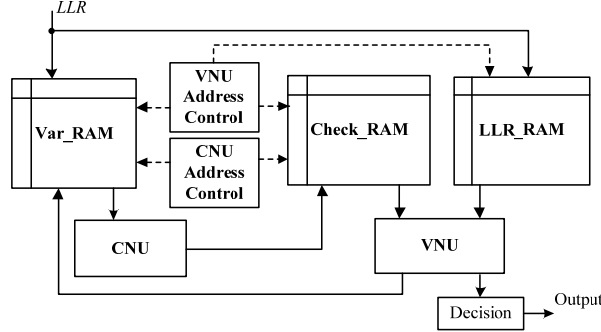 LLR
VNU
Address
Control
Var_RAM
Check_RAM
LLR_RAM
CNU
Address
Control
CNU
VNU
Decision
Output